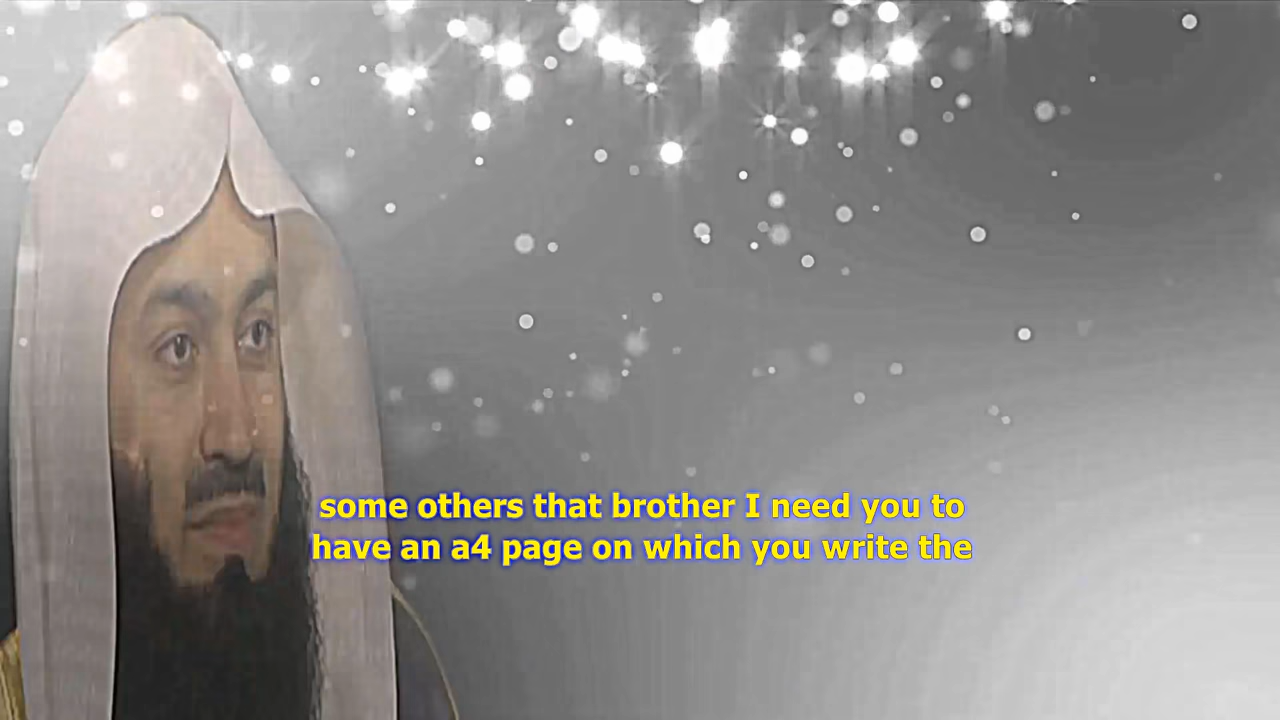 some others that brother I need you to
have an a4 page on which you write the